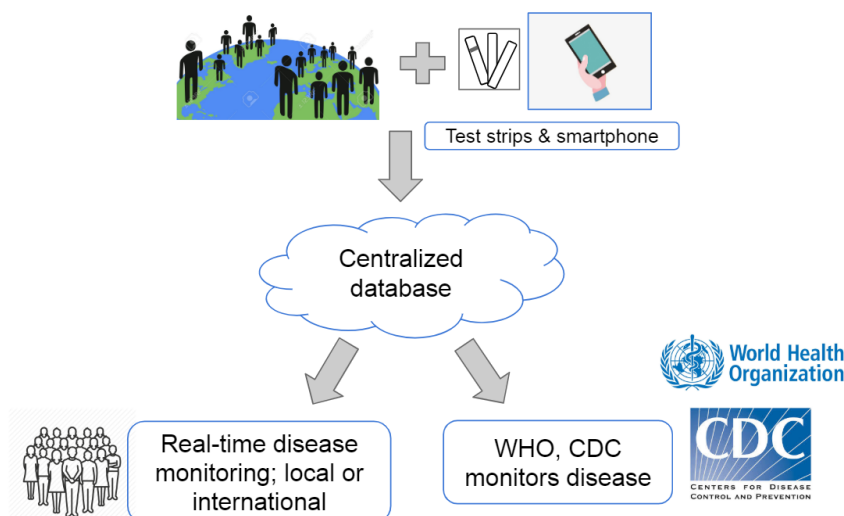 Test strips & smartphone
Centralized
database
World Health
Organization
Real-time disease
monitoring; local or
international
WHO, CDC
monitors disease
CDC
CENTERS FOR DISEASE
CONTROL AND PREVENTION